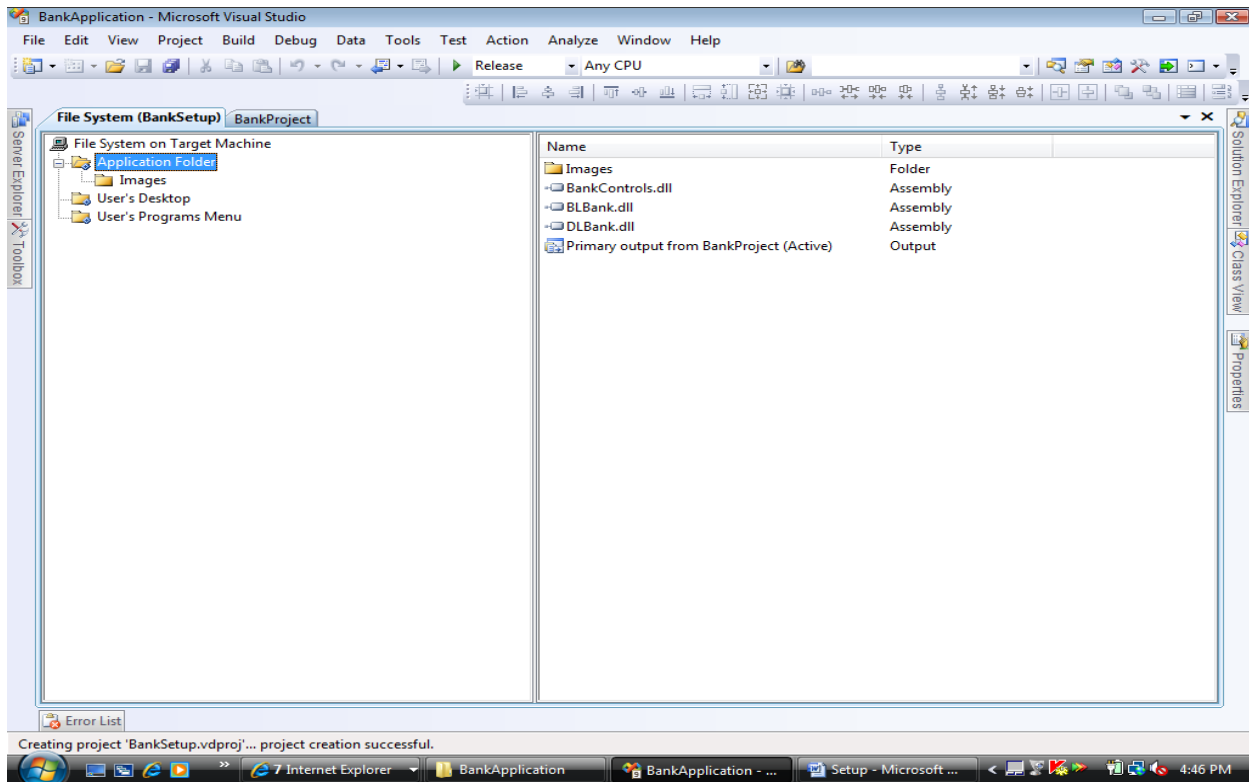 BankApplication - Microsoft Visual Studio
File Edit View Project Build Debug Data Tools Test Action Analyze Window Help
Release Any CPU
File System (BankSetup) BankProject
Server Explorer
Toolbox
File System on Target Machine
Application Folder
Images
User's Desktop
User's Programs Menu
Name Type
Images Folder
BankControls.dll Assembly
BLBank.dll Assembly
DLBank.dll Assembly
Primary output from BankProject (Active) Output
Solution Explorer
Class View
Properties
Error List
Creating project 'BankSetup.vdproj'... project creation successful.
7 Internet Explorer BankApplication BankApplication - ... Setup - Microsoft ... 4:46 PM